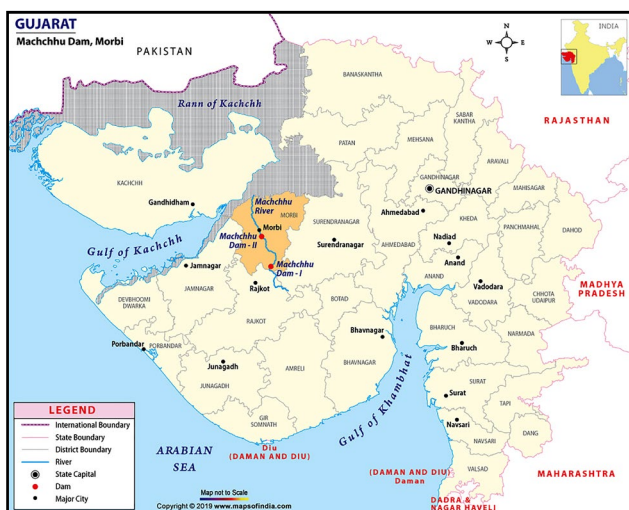 GUJARAT
Machchhu Dam, Morbi
PAKISTAN
N
W
E
S
INDIA
Rann of Kachchh
BANASKANTHA
RAJASTHAN
SABAR
KANTHA
PATAN
MEHSANA
ARAVALI
KACHCHH
GANDHINAGAR
GANDHINAGAR
MAHISAGAR
Gandhidham
Machchhu
River
MORBI
Morbi
Machchhu
Dam - II
SURENDRANAGAR
Surendranagar
Ahmedabad
AHMEDABAD
KHEDA
Nadiad
PANCHMAHAL
DAHOD
Gulf of Kachchh
Machchhu
Dam - I
Anand
ANAND
Jamnagar
JAMNAGAR
Rajkot
RAJKOT
Vadodara
VADODARA
CHHOTA
UDAIPUR
MADHYA
PRADESH
DEVBHOOMI
DWARKA
BOTAD
BHARUCH
NARMADA
Porbandar
PORBANDAR
Bhavnagar
BHAVNAGAR
Bharuch
Junagadh
JUNAGADH
AMRELI
Gulf of Khambhat
SURAT
Surat
TAPI
GIR
SOMNATH
Navsari
NAVSARI
DANG
Diu
(DAMAN AND DIU)
ARABIAN
SEA
(DAMAN AND DIU)
Daman
VALSAD
MAHARASHTRA
DADRA &
NAGAR HAVELI
LEGEND
International Boundary
State Boundary
District Boundary
River
State Capital
Dam
Major City
Map not to Scale
Copyright © 2019 www.mapsofindia.com